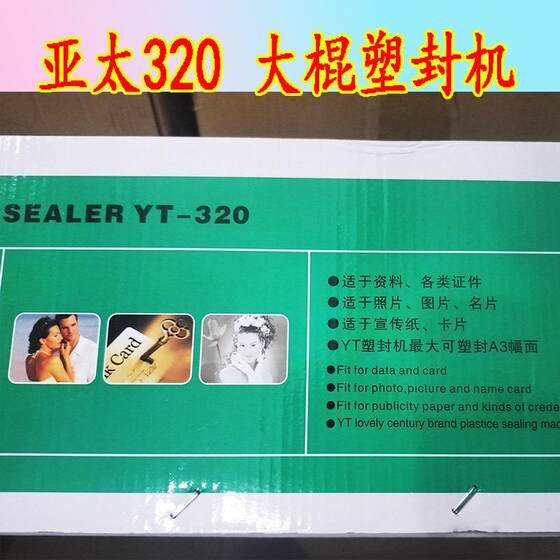 亚太320 大棍塑封机
SEALER YT-320
●适于资料、各类证件
●适于照片、图片、名片
●适于宣传纸、卡片
●YT塑封机最大可塑封A3幅面
●Fit for data and card
●Fit for photo,picture and name card
●Fit for publicity paper and kinds of crede
●YT lovely century brand plastice sealing mac
Card